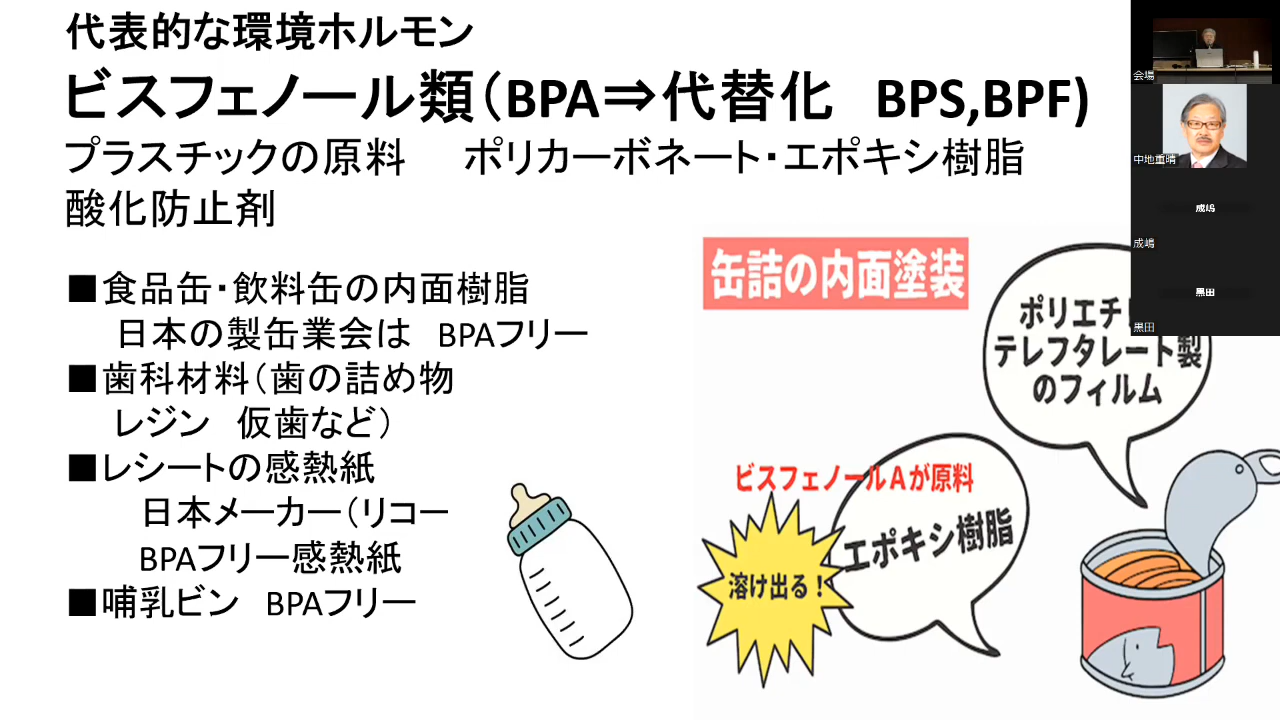 代表的な環境ホルモン
ビスフェノール類（BPA⇒代替化　BPS,BPF)
プラスチックの原料　ポリカーボネート・エポキシ樹脂
酸化防止剤
■食品缶・飲料缶の内面樹脂
日本の製缶業会は　BPAフリー
■歯科材料（歯の詰め物
レジン　仮歯など）
■レシートの感熱紙
日本メーカー（リコー
BPAフリー感熱紙
■哺乳ビン　BPAフリー
缶詰の内面塗装
ポリエチ
テレフタレート製
のフィルム
ビスフェノールAが原料
エポキシ樹脂
溶け出る！
会場
中地重晴
成嶋
成嶋
黒田
黒田